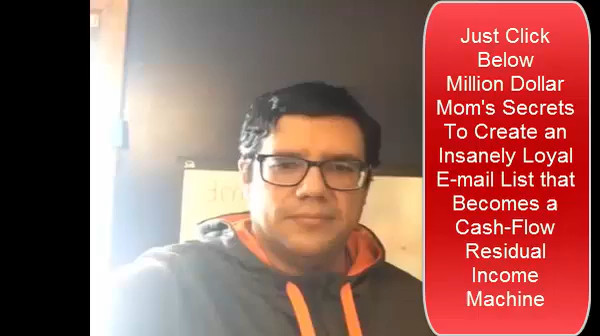 Just Click
Below
Million Dollar
Mom's Secrets
To Create an
Insanely Loyal
E-mail List that
Becomes a
Cash-Flow
Residual
Income
Machine